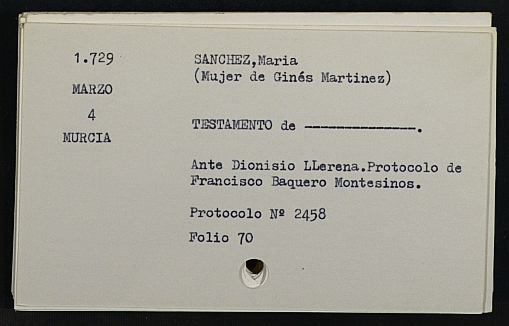 1.729
MARZO
4
MURCIA
SANCHEZ,Maria
(Mujer de Ginés Martinez)
TESTAMENTO de --------------.
Ante Dionisio LLerena.Protocolo de
Francisco Baquero Montesinos.
Protocolo Nº 2458
Folio 70